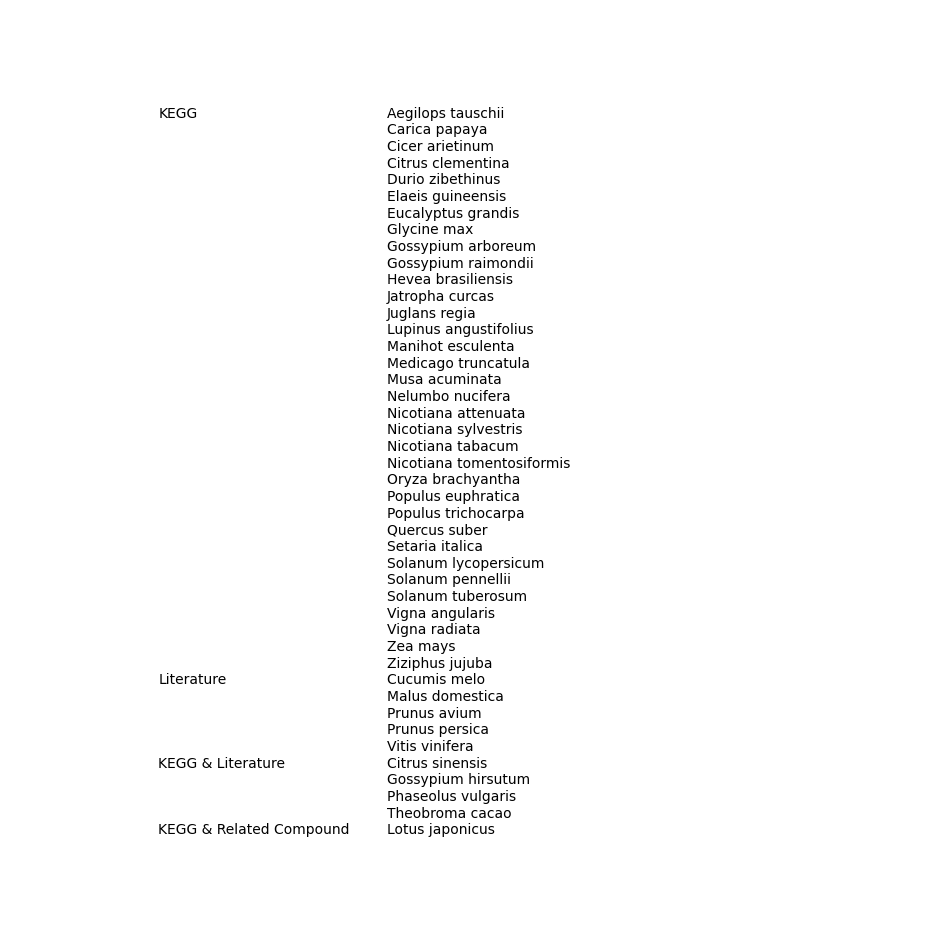 KEGG Aegilops tauschii
Carica papaya
Cicer arietinum
Citrus clementina
Durio zibethinus
Elaeis guineensis
Eucalyptus grandis
Glycine max
Gossypium arboreum
Gossypium raimondii
Hevea brasiliensis
Jatropha curcas
Juglans regia
Lupinus angustifolius
Manihot esculenta
Medicago truncatula
Musa acuminata
Nelumbo nucifera
Nicotiana attenuata
Nicotiana sylvestris
Nicotiana tabacum
Nicotiana tomentosiformis
Oryza brachyantha
Populus euphratica
Populus trichocarpa
Quercus suber
Setaria italica
Solanum lycopersicum
Solanum pennellii
Solanum tuberosum
Vigna angularis
Vigna radiata
Zea mays
Ziziphus jujuba
Literature Cucumis melo
Malus domestica
Prunus avium
Prunus persica
Vitis vinifera
KEGG & Literature Citrus sinensis
Gossypium hirsutum
Phaseolus vulgaris
Theobroma cacao
KEGG & Related Compound Lotus japonicus